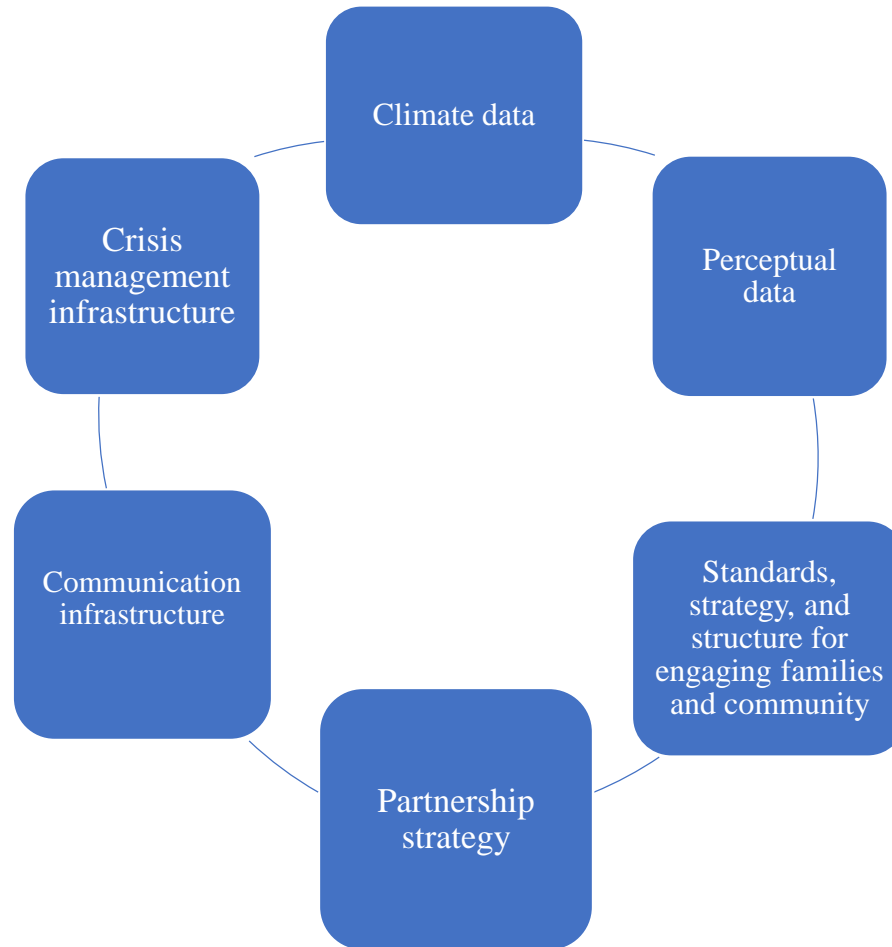 Climate data
Perceptual
data
Standards,
strategy, and
structure for
engaging families
and community
Partnership
strategy
Communication
infrastructure
Crisis
management
infrastructure